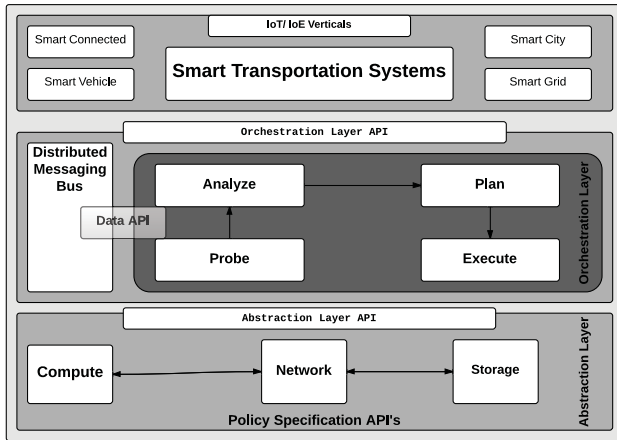 IoT/ IoE Verticals
Smart Connected
Smart City
Smart Transportation Systems
Smart Vehicle
Smart Grid
Orchestration Layer API
Distributed
Messaging
Bus
Analyze
Plan
Data API
Probe
Execute
Orchestration Layer
Abstraction Layer API
Compute
Network
Storage
Abstraction Layer
Policy Specification API's